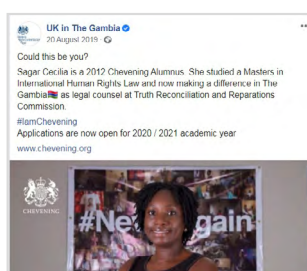 UK in The Gambia
20 August 2019
Could this be you?
Sagar Cecilia is a 2012 Chevening Alumnus. She studied a Masters in
International Human Rights Law and now making a difference in The
Gambia🇬🇲 as legal counsel at Truth Reconciliation and Reparations
Commission.
#IamChevening
Applications are now open for 2020 / 2021 academic year
www.chevening.org
CHEVENING
#Ne gain